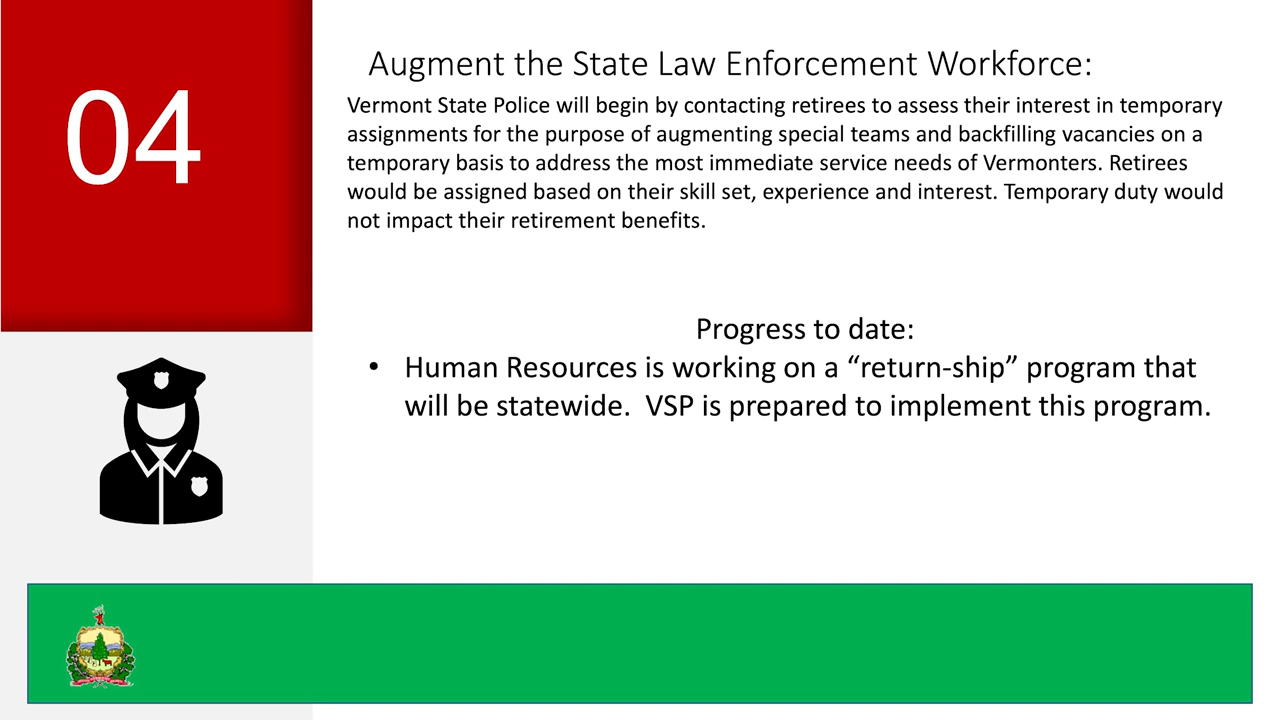 04
Augment the State Law Enforcement Workforce:
Vermont State Police will begin by contacting retirees to assess their interest in temporary
assignments for the purpose of augmenting special teams and backfilling vacancies on a
temporary basis to address the most immediate service needs of Vermonters. Retirees
would be assigned based on their skill set, experience and interest. Temporary duty would
not impact their retirement benefits.
Progress to date:
• Human Resources is working on a “return-ship” program that
will be statewide.  VSP is prepared to implement this program.